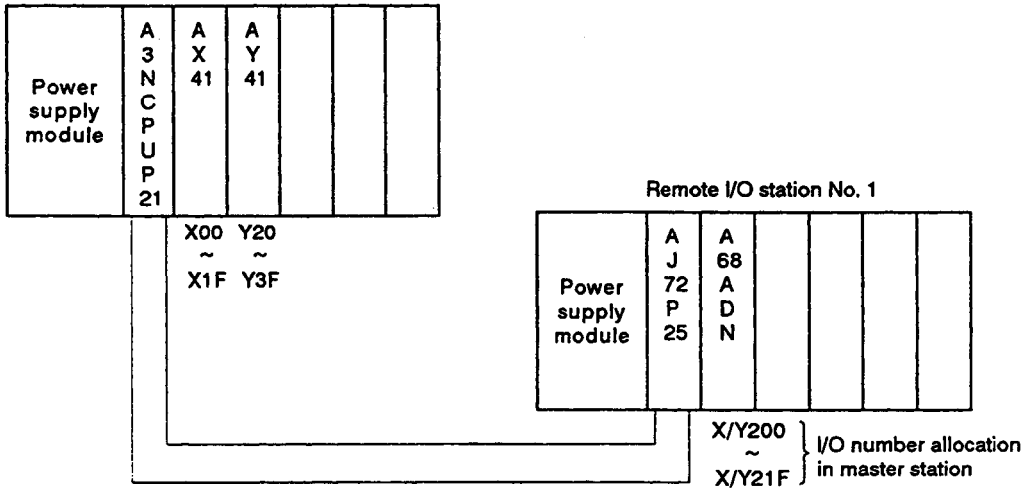 Power
supply
module
A
3
N
C
P
U
P
21
A
X
41
A
Y
41
X00 Y20
~ ~
X1F Y3F
Remote I/O station No. 1
Power
supply
module
A
J
72
P
25
A
68
A
D
N
X/Y200
~
X/Y21F
I/O number allocation
in master station